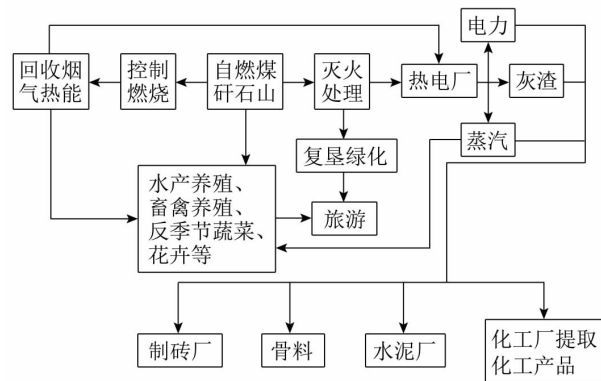 电力
回收烟
气热能
控制
燃烧
自燃煤
矸石山
灭火
处理
热电厂
灰渣
蒸汽
复垦绿化
水产养殖、
畜禽养殖、
反季节蔬菜、
花卉等
旅游
制砖厂
骨料
水泥厂
化工厂提取
化工产品